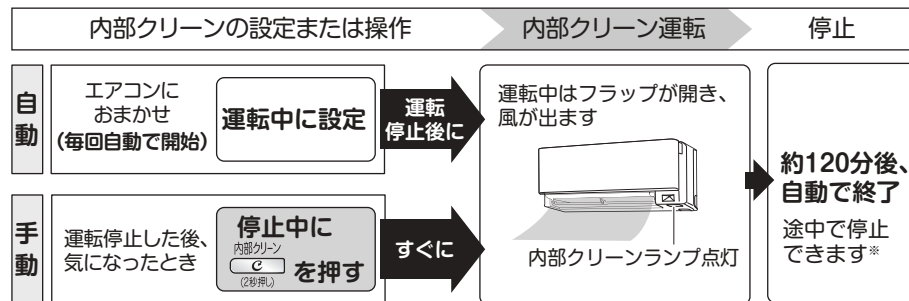 内部クリーンの設定または操作
内部クリーン運転
停止
自動
エアコンに
おまかせ
(毎回自動で開始)
運転中に設定
運転
停止後に
手動
運転停止した後、
気になったとき
停止中に
内部クリーン
C
(2秒押し)
を押す
すぐに
運転中はフラップが開き、
風が出ます
内部クリーンランプ点灯
約120分後、
自動で終了
途中で停止
できます※